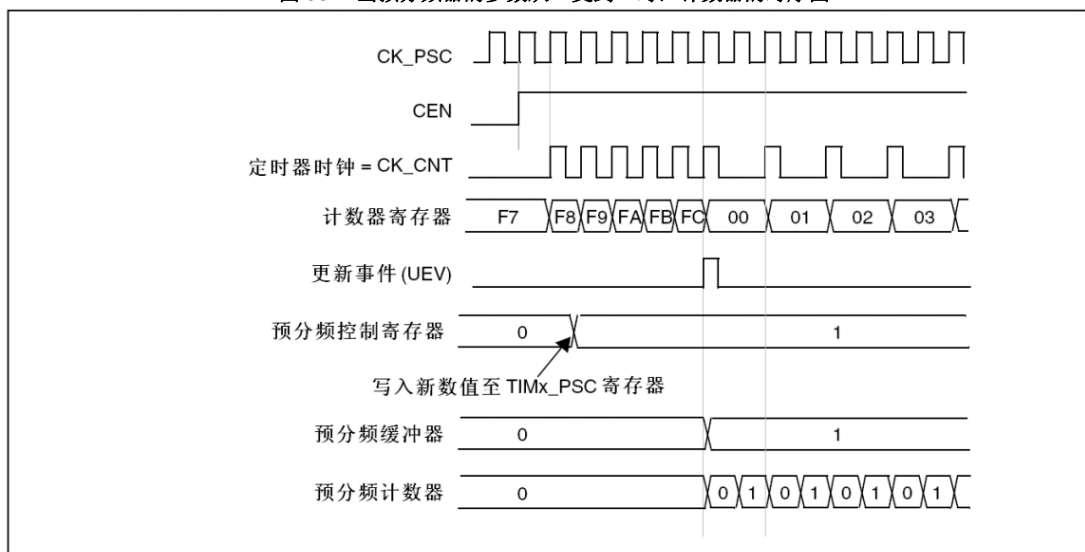 CK_PSC
CEN
定时器时钟 = CK_CNT
计数器寄存器 F7 F8 F9 FA FB FC 00 01 02 03
更新事件 (UEV)
预分频控制寄存器 0 1
写入新数值至 TIMx_PSC 寄存器
预分频缓冲器 0 1
预分频计数器 0 0 1 0 1 0 1 0 1